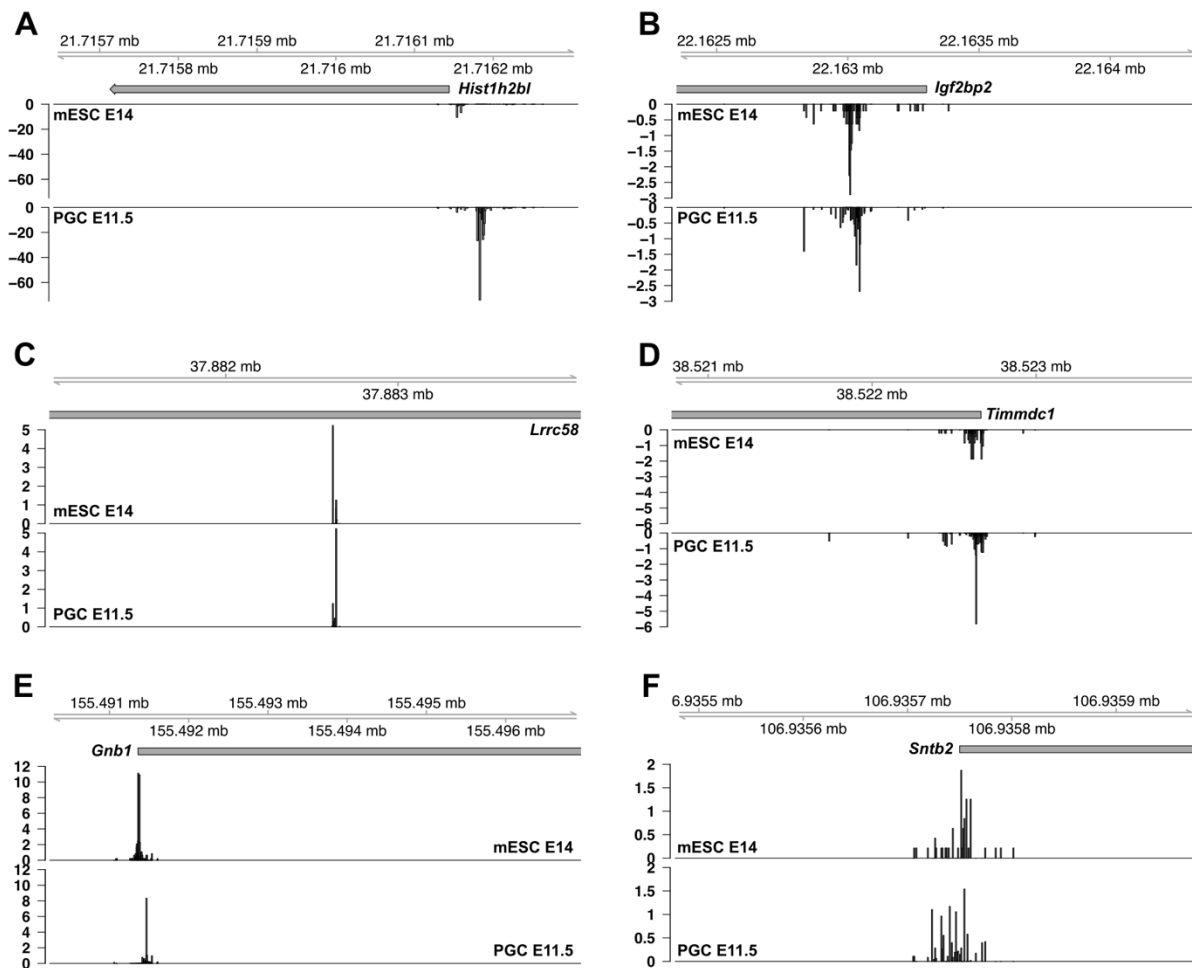 A
21.7157 mb 21.7159 mb 21.7161 mb
21.7158 mb 21.716 mb 21.7162 mb
Hist1h2bl
0
−20
−40
−60
mESC E14
0
−20
−40
−60
PGC E11.5
B
22.1625 mb 22.1635 mb
22.163 mb 22.164 mb
Igf2bp2
0
−0.5
−1
−1.5
−2
−2.5
−3
mESC E14
0
−0.5
−1
−1.5
−2
−2.5
−3
PGC E11.5
C
37.882 mb
37.883 mb
Lrrc58
5
4
3
2
1
0
mESC E14
5
4
3
2
1
0
PGC E11.5
D
38.521 mb 38.523 mb
38.522 mb
Timmdc1
0
−1
−2
−3
−4
−5
−6
mESC E14
0
−1
−2
−3
−4
−5
−6
PGC E11.5
E
155.491 mb 155.493 mb 155.495 mb
155.492 mb 155.494 mb 155.496 mb
Gnb1
12
10
8
6
4
2
0
mESC E14
12
10
8
6
4
2
0
PGC E11.5
F
6.9355 mb 106.9357 mb 106.9359 mb
106.9356 mb 106.9358 mb
Sntb2
2
1.5
1
0.5
0
mESC E14
2
1.5
1
0.5
0
PGC E11.5